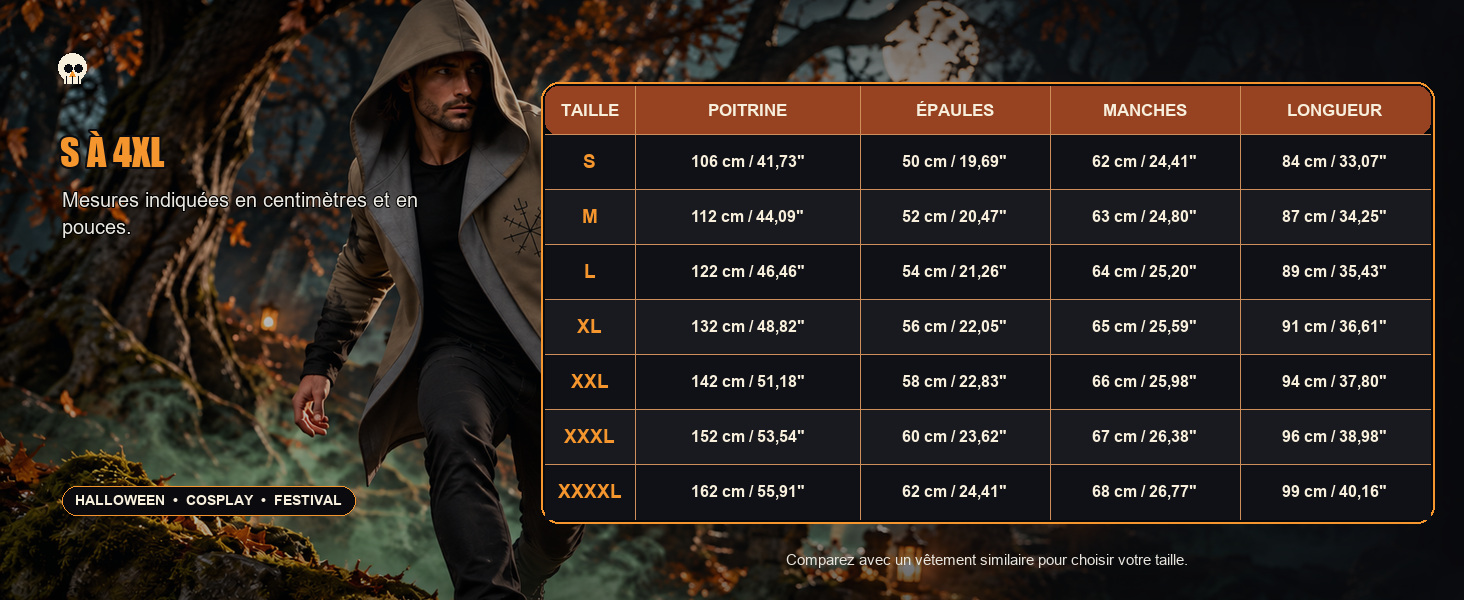 S À 4XL
Mesures indiquées en centimètres et en
pouces.
HALLOWEEN • COSPLAY • FESTIVAL
TAILLE POITRINE ÉPAULES MANCHES LONGUEUR
S 106 cm / 41,73" 50 cm / 19,69" 62 cm / 24,41" 84 cm / 33,07"
M 112 cm / 44,09" 52 cm / 20,47" 63 cm / 24,80" 87 cm / 34,25"
L 122 cm / 46,46" 54 cm / 21,26" 64 cm / 25,20" 89 cm / 35,43"
XL 132 cm / 48,82" 56 cm / 22,05" 65 cm / 25,59" 91 cm / 36,61"
XXL 142 cm / 51,18" 58 cm / 22,83" 66 cm / 25,98" 94 cm / 37,80"
XXXL 152 cm / 53,54" 60 cm / 23,62" 67 cm / 26,38" 96 cm / 38,98"
XXXXL 162 cm / 55,91" 62 cm / 24,41" 68 cm / 26,77" 99 cm / 40,16"
Comparez avec un vêtement similaire pour choisir votre taille.